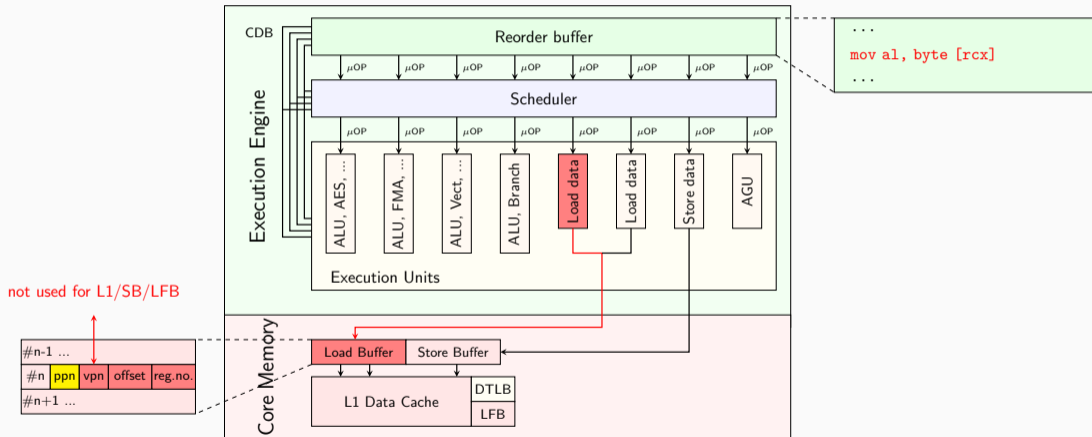 CDB
Reorder buffer
...
mov al, byte [rcx]
...
μOP μOP μOP μOP μOP μOP μOP μOP
Scheduler
μOP μOP μOP μOP μOP μOP μOP μOP
Execution Engine
ALU, AES, ...
ALU, FMA, ...
ALU, Vect, ...
ALU, Branch
Load data
Load data
Store data
AGU
Execution Units
not used for L1/SB/LFB
#n-1 ...
#n ppn vpn offset reg.no.
#n+1 ...
Core Memory
Load Buffer
Store Buffer
L1 Data Cache
DTLB
LFB